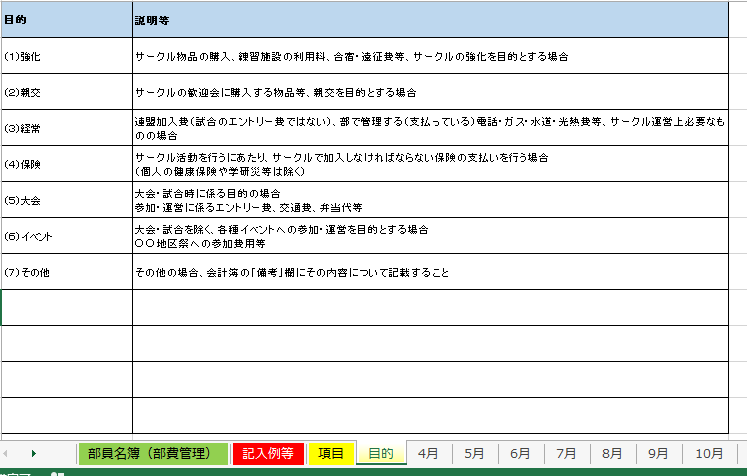 目的 説明等
(1)強化 サークル物品の購入、練習施設の利用料、合宿・遠征費等、サークルの強化を目的とする場合
(2)親交 サークルの歓迎会に購入する物品等、親交を目的とする場合
(3)経常 連盟加入費(試合のエントリー費ではない)、部で管理する(支払っている)電話・ガス・水道・光熱費等、サークル運営上必要なも
のの場合
(4)保険 サークル活動を行うにあたり、サークルで加入しなければならない保険の支払いを行う場合
(個人の健康保険や学研災等は除く)
(5)大会 大会・試合時に係る目的の場合
参加・運営に係るエントリー費、交通費、弁当代等
(6)イベント 大会・試合を除く、各種イベントへの参加・運営を目的とする場合
〇〇地区祭への参加費用等
(7)その他 その他の場合、会計簿の「備考」欄にその内容について記載すること
部員名簿（部費管理） 記入例等 項目 目的 4月 5月 6月 7月 8月 9月 10月